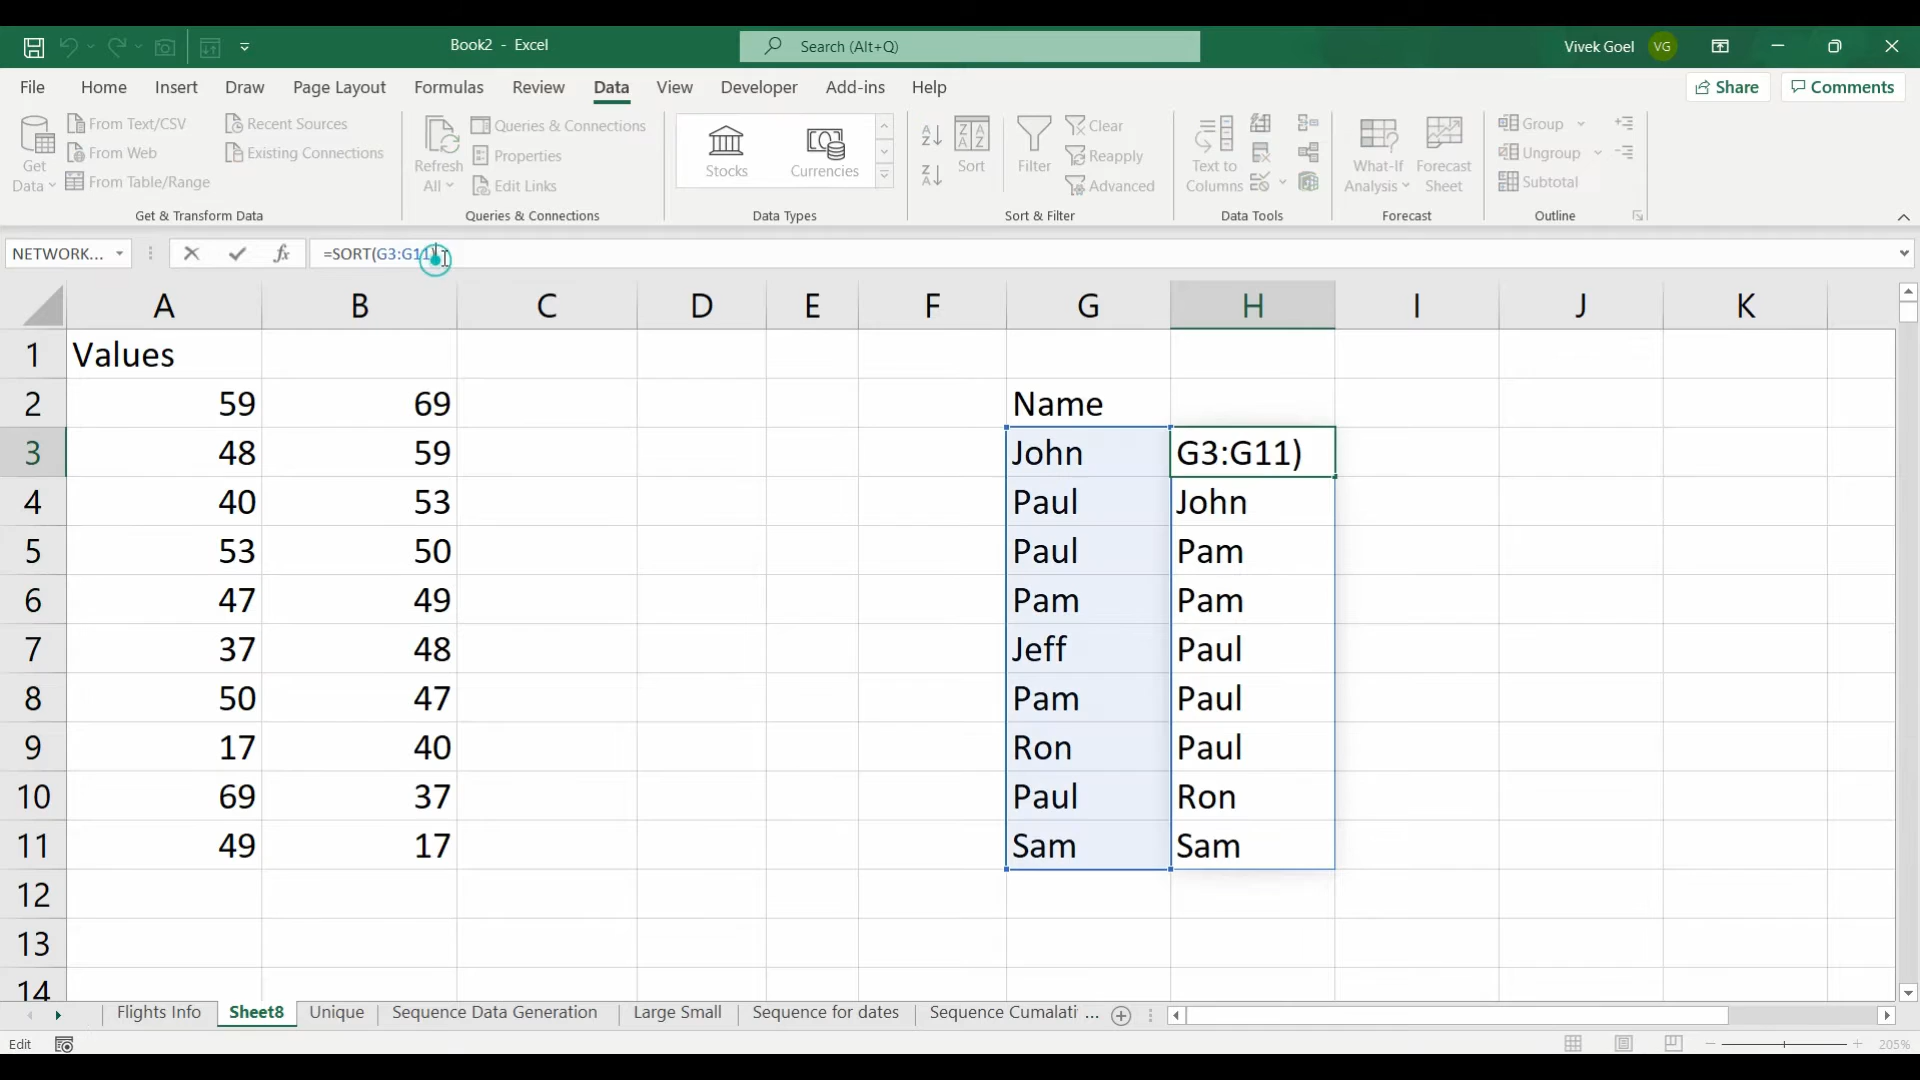 Book2 - Excel
Search (Alt+Q)
Vivek Goel VG
File Home Insert Draw Page Layout Formulas Review Data View Developer Add-ins Help
Share Comments
Get Data
From Text/CSV
From Web
From Table/Range
Recent Sources
Existing Connections
Get & Transform Data
Refresh All
Queries & Connections
Properties
Edit Links
Queries & Connections
Stocks Currencies
Data Types
Sort
Filter
Clear
Reapply
Advanced
Sort & Filter
Text to Columns
Data Tools
What-If Analysis
Forecast Sheet
Forecast
Group
Ungroup
Subtotal
Outline
NETWORK... fx =SORT(G3:G11)
A B C D E F G H I J K
1 Values
2 59 69 Name
3 48 59 John G3:G11)
4 40 53 Paul John
5 53 50 Paul Pam
6 47 49 Pam Pam
7 37 48 Jeff Paul
8 50 47 Pam Paul
9 17 40 Ron Paul
10 69 37 Paul Ron
11 49 17 Sam Sam
12
13
14
Flights Info Sheet8 Unique Sequence Data Generation Large Small Sequence for dates Sequence Cumalati ...
Edit 205%